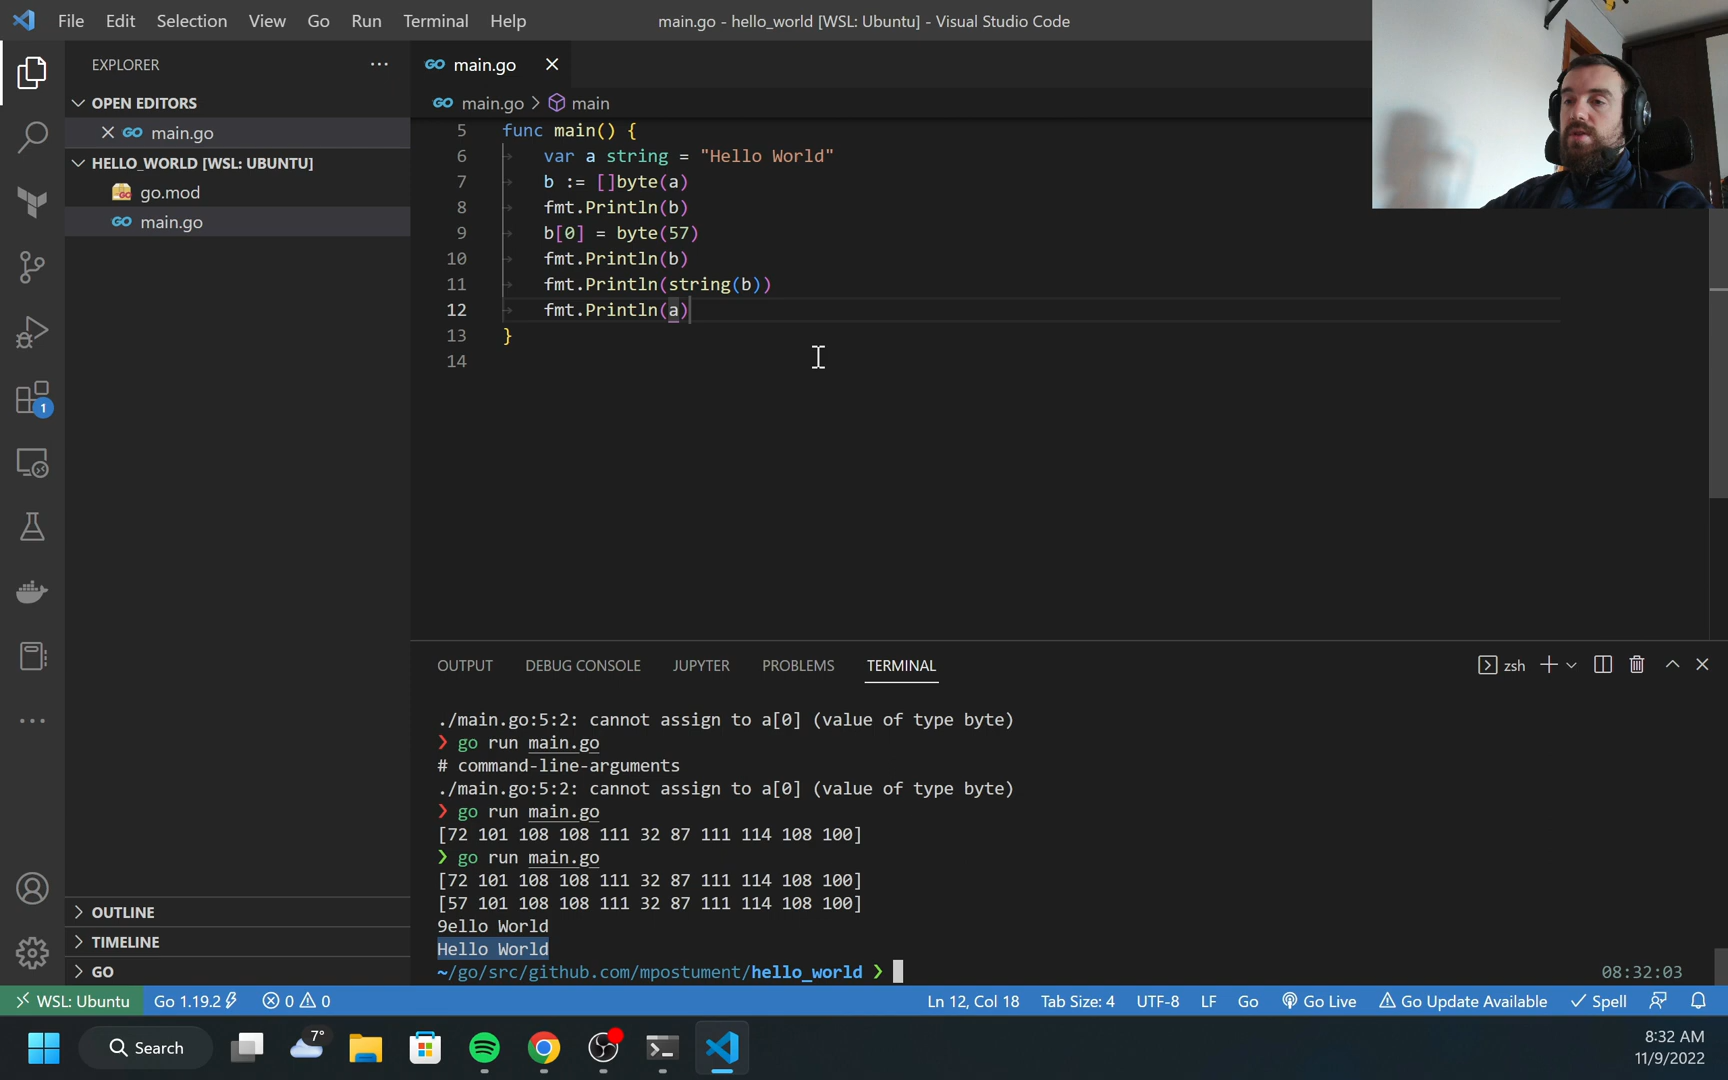 File Edit Selection View Go Run Terminal Help
main.go - hello_world [WSL: Ubuntu] - Visual Studio Code
EXPLORER
OPEN EDITORS
main.go
HELLO_WORLD [WSL: UBUNTU]
go.mod
main.go
OUTLINE
TIMELINE
GO
main.go
main.go > main
5 func main() {
6 var a string = "Hello World"
7 b := []byte(a)
8 fmt.Println(b)
9 b[0] = byte(57)
10 fmt.Println(b)
11 fmt.Println(string(b))
12 fmt.Println(a)
13 }
14
OUTPUT DEBUG CONSOLE JUPYTER PROBLEMS TERMINAL
zsh
./main.go:5:2: cannot assign to a[0] (value of type byte)
❯ go run main.go
# command-line-arguments
./main.go:5:2: cannot assign to a[0] (value of type byte)
❯ go run main.go
[72 101 108 108 111 32 87 111 114 108 100]
❯ go run main.go
[72 101 108 108 111 32 87 111 114 108 100]
[57 101 108 108 111 32 87 111 114 108 100]
9ello World
Hello World
~/go/src/github.com/mpostument/hello_world ❯ 08:32:03
1
WSL: Ubuntu Go 1.19.2 0 0 Ln 12, Col 18 Tab Size: 4 UTF-8 LF Go Go Live Go Update Available Spell
Search
7°
8:32 AM
11/9/2022